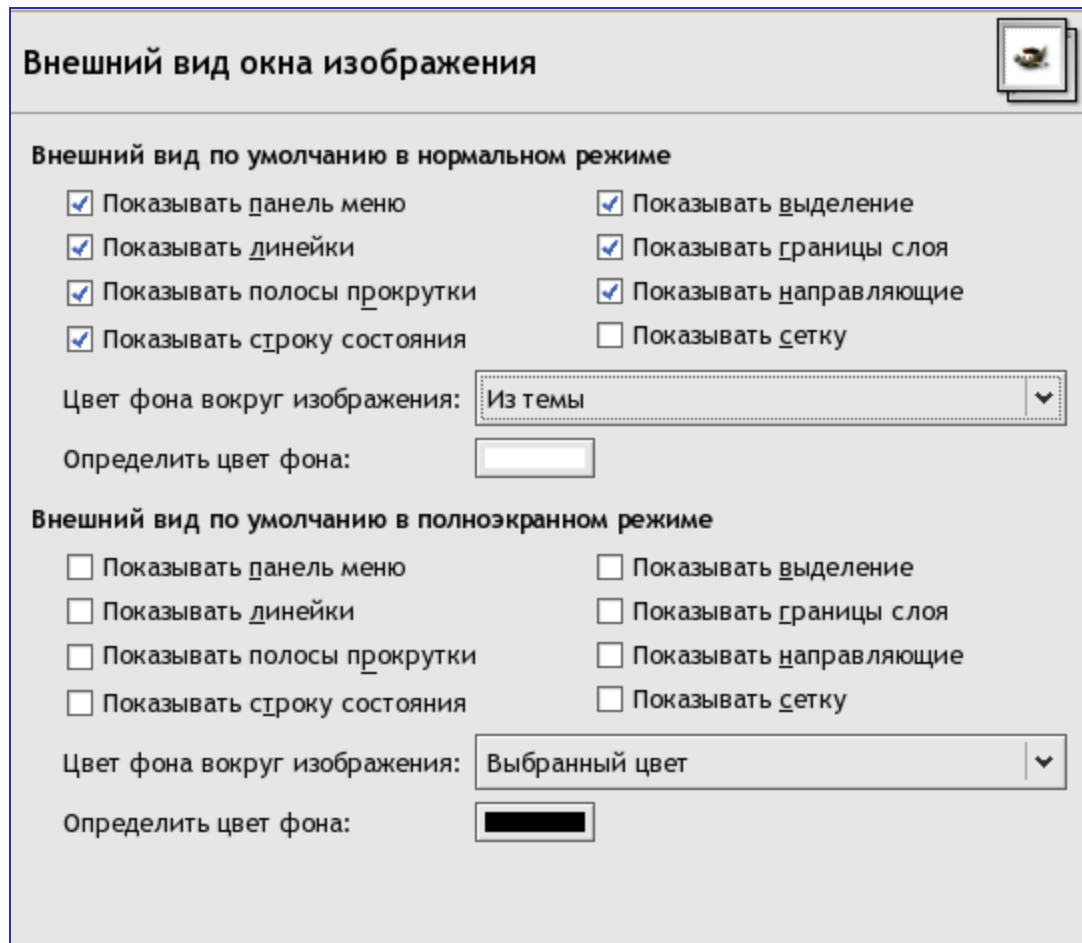 Внешний вид окна изображения
Внешний вид по умолчанию в нормальном режиме
Показывать панель меню
Показывать выделение
Показывать линейки
Показывать границы слоя
Показывать полосы прокрутки
Показывать направляющие
Показывать строку состояния
Показывать сетку
Цвет фона вокруг изображения: Из темы
Определить цвет фона:
Внешний вид по умолчанию в полноэкранном режиме
Показывать панель меню
Показывать выделение
Показывать линейки
Показывать границы слоя
Показывать полосы прокрутки
Показывать направляющие
Показывать строку состояния
Показывать сетку
Цвет фона вокруг изображения: Выбранный цвет
Определить цвет фона: